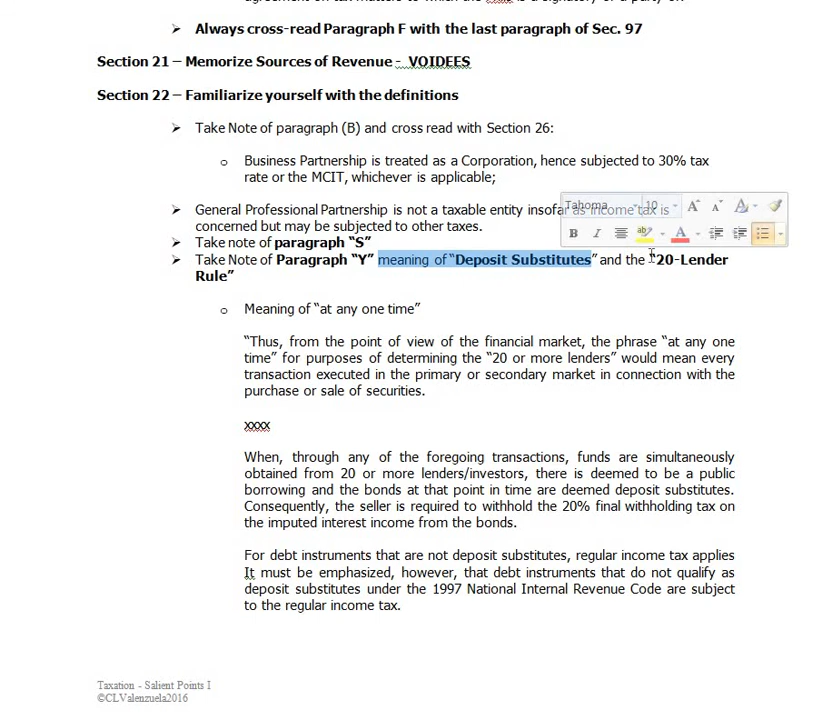 Always cross-read Paragraph F with the last paragraph of Sec. 97
Section 21 – Memorize Sources of Revenue - VOIDEES
Section 22 – Familiarize yourself with the definitions
Take Note of paragraph (B) and cross read with Section 26:
Business Partnership is treated as a Corporation, hence subjected to 30% tax
rate or the MCIT, whichever is applicable;
General Professional Partnership is not a taxable entity insofar as income tax is
concerned but may be subjected to other taxes.
Take note of paragraph "S"
Take Note of Paragraph "Y" meaning of "Deposit Substitutes" and the "20-Lender
Rule"
Meaning of "at any one time"
"Thus, from the point of view of the financial market, the phrase "at any one
time" for purposes of determining the "20 or more lenders" would mean every
transaction executed in the primary or secondary market in connection with the
purchase or sale of securities.
xxxx
When, through any of the foregoing transactions, funds are simultaneously
obtained from 20 or more lenders/investors, there is deemed to be a public
borrowing and the bonds at that point in time are deemed deposit substitutes.
Consequently, the seller is required to withhold the 20% final withholding tax on
the imputed interest income from the bonds.
For debt instruments that are not deposit substitutes, regular income tax applies
It must be emphasized, however, that debt instruments that do not qualify as
deposit substitutes under the 1997 National Internal Revenue Code are subject
to the regular income tax.
Taxation - Salient Points I
©CLValenzuela2016
Tahoma 10
B I